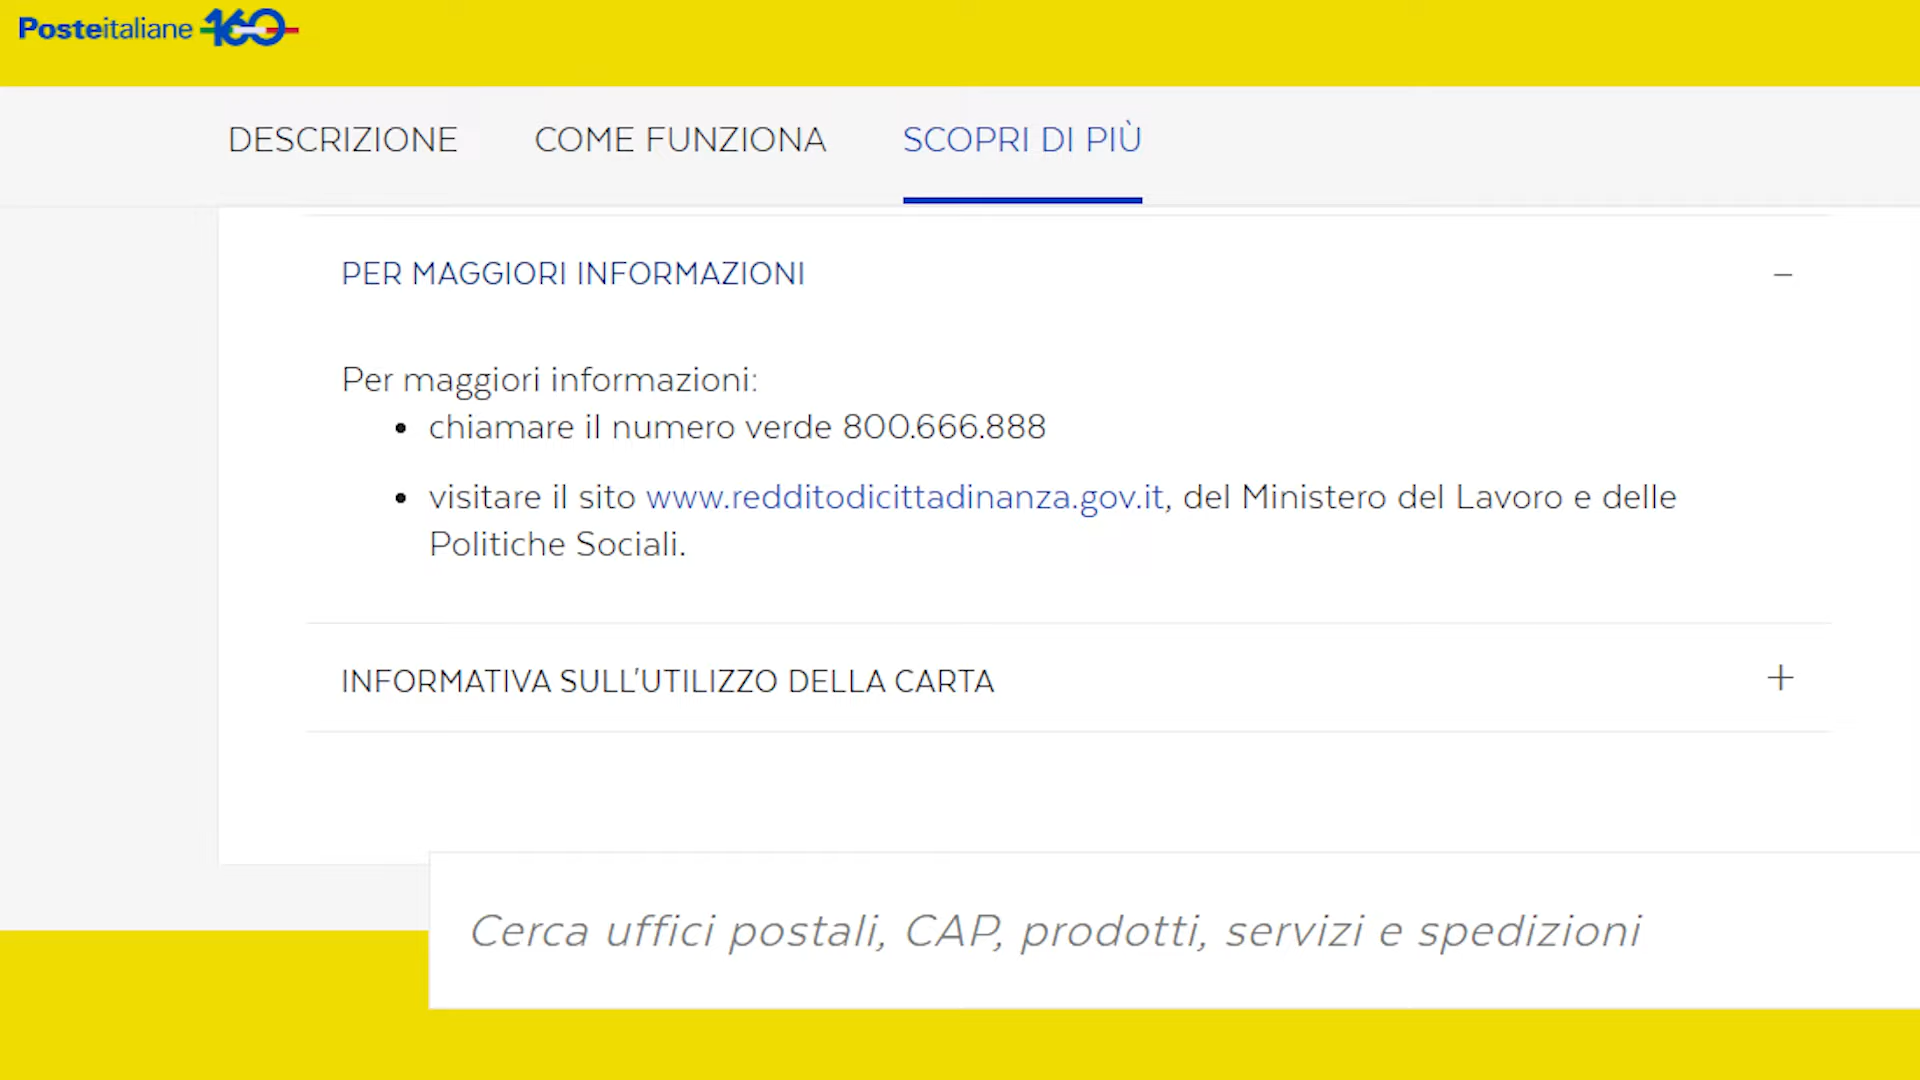 Posteitaliane 160
DESCRIZIONE COME FUNZIONA SCOPRI DI PIÙ
PER MAGGIORI INFORMAZIONI
Per maggiori informazioni:
• chiamare il numero verde 800.666.888
• visitare il sito www.redditodicittadinanza.gov.it, del Ministero del Lavoro e delle
Politiche Sociali.
INFORMATIVA SULL'UTILIZZO DELLA CARTA
Cerca uffici postali, CAP, prodotti, servizi e spedizioni